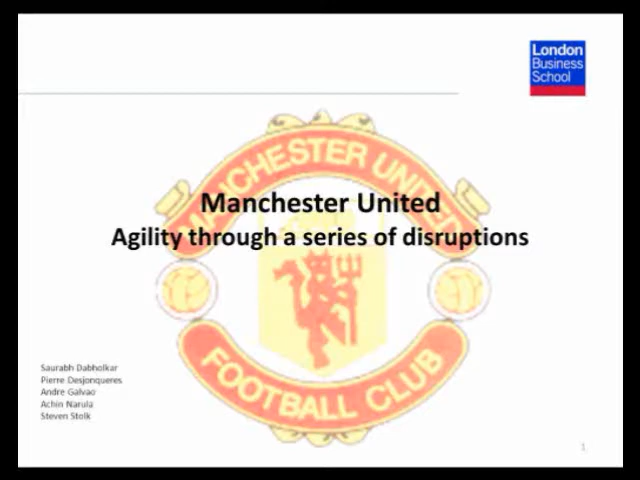 London
Business
School
MANCHESTER UNITED
Manchester United
Agility through a series of disruptions
FOOTBALL CLUB
Saurabh Dabholkar
Pierre Desjonqueres
Andre Galvao
Achin Narula
Steven Stolk
1